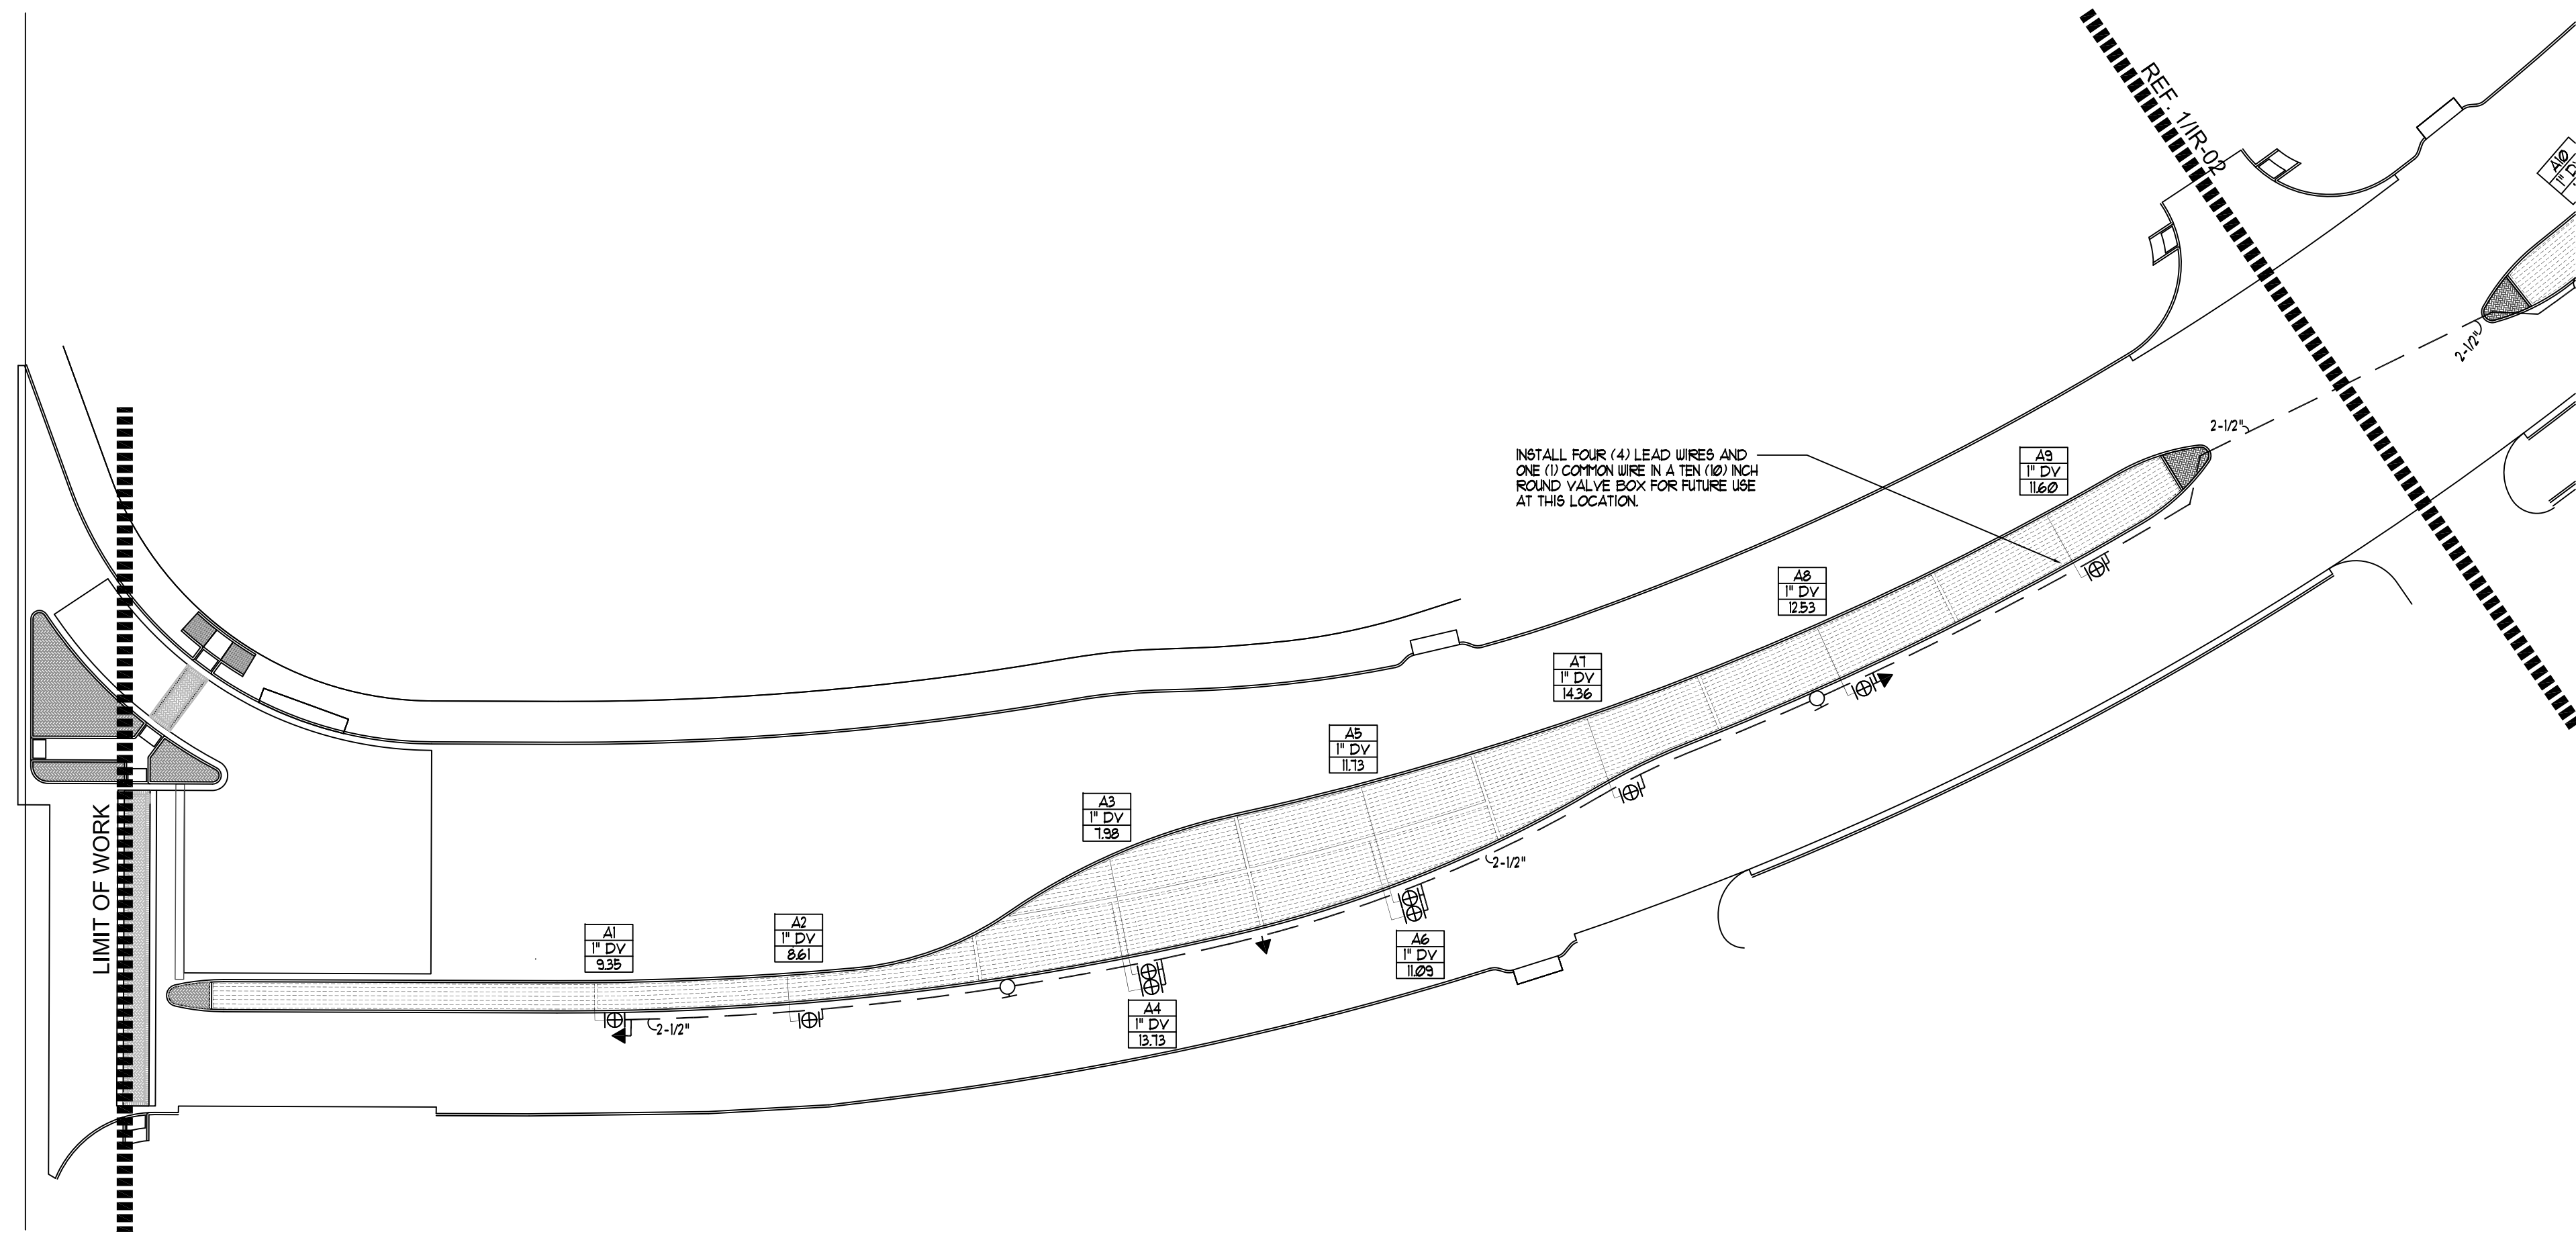 REF. 1/IR-02
A10
1" D
2-1/2"
2-1/2"
INSTALL FOUR (4) LEAD WIRES AND
ONE (1) COMMON WIRE IN A TEN (10) INCH
ROUND VALVE BOX FOR FUTURE USE
AT THIS LOCATION.
A9
1" DV
11.60
A8
1" DV
12.53
A7
1" DV
14.36
A5
1" DV
11.73
A3
1" DV
7.98
2-1/2"
LIMIT OF WORK
A1
1" DV
9.35
A2
1" DV
8.61
A6
1" DV
11.09
2-1/2"
A4
1" DV
13.73